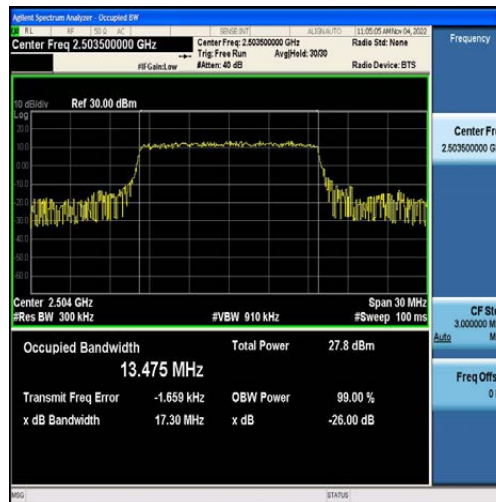 Agilent Spectrum Analyzer - Occupied BW
RL RF 50 Ω AC SENSE:INT ALIGN AUTO 11:05:05 AM Nov 04, 2022
Center Freq 2.503500000 GHz Center Freq: 2.503500000 GHz Radio Std: None Frequency
Trig: Free Run Avg|Hold: 30/30
#IFGain:Low #Atten: 40 dB Radio Device: BTS
10 dB/div Ref 30.00 dBm
Log
20.0
10.0
0.00
-10.0
-20.0
-30.0
-40.0
-50.0
-60.0
Center Fr
2.503500000 G
Center 2.504 GHz Span 30 MHz
#Res BW 300 kHz #VBW 910 kHz #Sweep 100 ms
CF Ste
3.000000 M
Auto M
Occupied Bandwidth Total Power 27.8 dBm
13.475 MHz
Transmit Freq Error -1.659 kHz OBW Power 99.00 %
x dB Bandwidth 17.30 MHz x dB -26.00 dB
Freq Offs
0
MSG STATUS